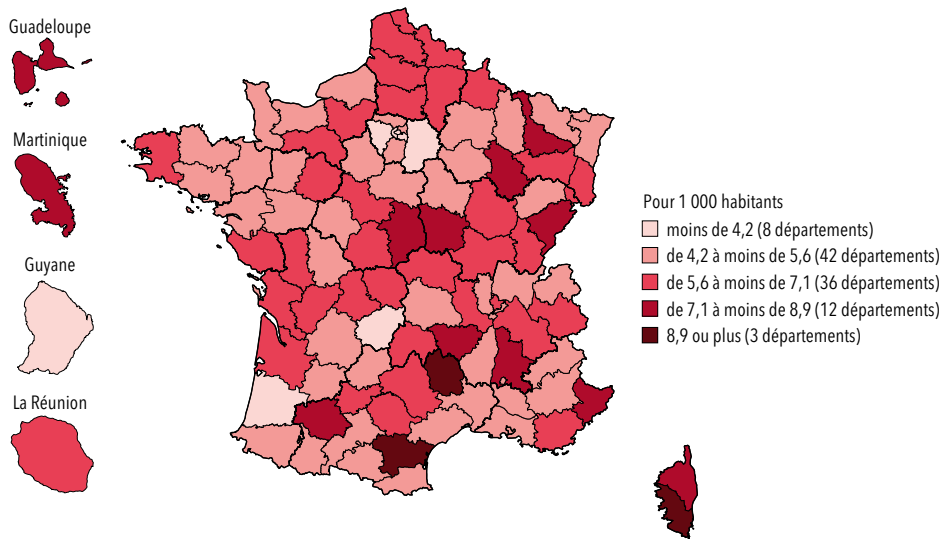 Guadeloupe
Martinique
Guyane
La Réunion
Pour 1 000 habitants
moins de 4,2 (8 départements)
de 4,2 à moins de 5,6 (42 départements)
de 5,6 à moins de 7,1 (36 départements)
de 7,1 à moins de 8,9 (12 départements)
8,9 ou plus (3 départements)